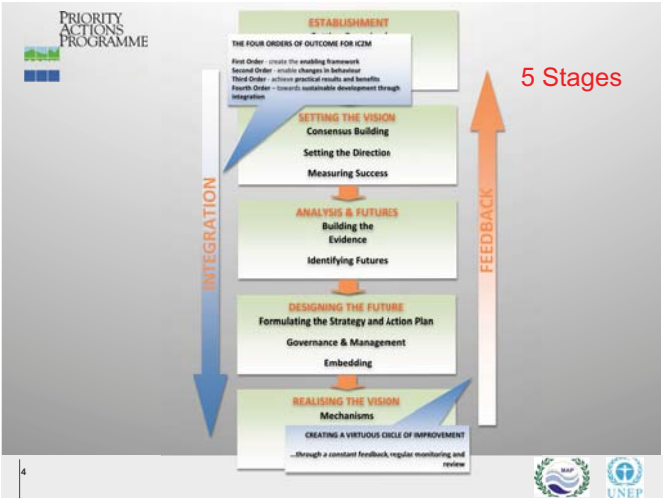 PRIORITY
ACTIONS
PROGRAMME
ESTABLISHMENT
THE FOUR ORDERS OF OUTCOME FOR ICZM
First Order - create the enabling framework
Second Order - enable changes in behaviour
Third Order - achieve practical results and benefits
Fourth Order – towards sustainable development through
integration
5 Stages
SETTING THE VISION
Consensus Building
Setting the Direction
Measuring Success
INTEGRATION
FEEDBACK
ANALYSIS & FUTURES
Building the
Evidence
Identifying Futures
DESIGNING THE FUTURE
Formulating the Strategy and Action Plan
Governance & Management
Embedding
REALISING THE VISION
Mechanisms
CREATING A VIRTUOUS CIRCLE OF IMPROVEMENT
...through a constant feedback, regular monitoring and
review
4
MAP
UNEP